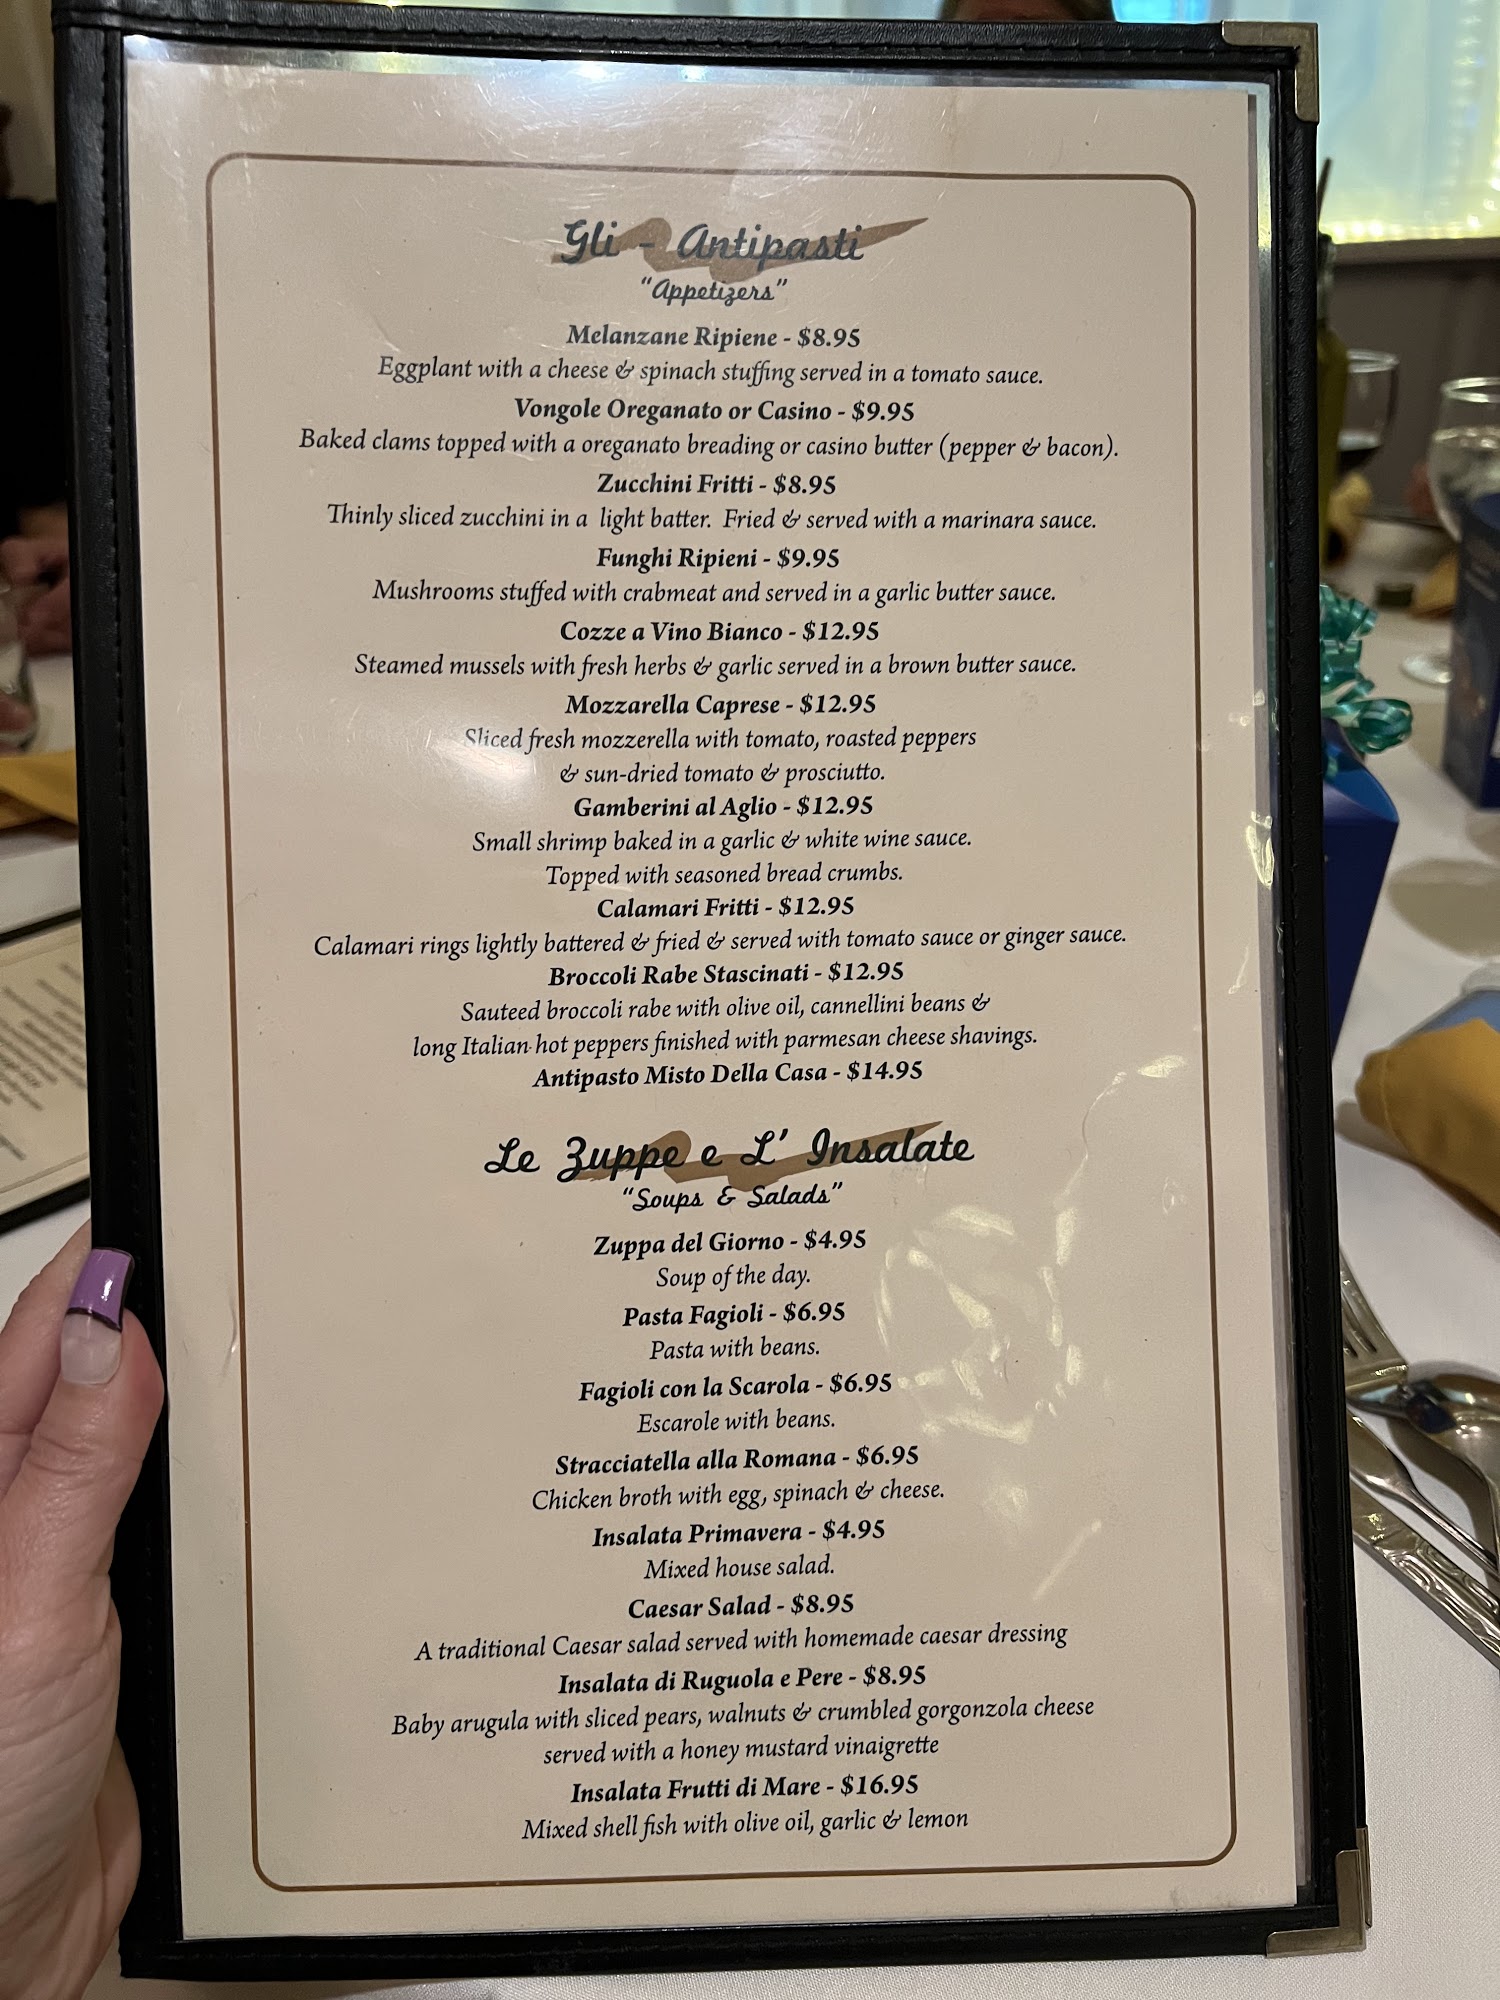 Gli - Antipasti
"Appetizers"
Melanzane Ripiene - $8.95
Eggplant with a cheese & spinach stuffing served in a tomato sauce.
Vongole Oreganato or Casino - $9.95
Baked clams topped with a oreganato breading or casino butter (pepper & bacon).
Zucchini Fritti - $8.95
Thinly sliced zucchini in a light batter. Fried & served with a marinara sauce.
Funghi Ripieni - $9.95
Mushrooms stuffed with crabmeat and served in a garlic butter sauce.
Cozze a Vino Bianco - $12.95
Steamed mussels with fresh herbs & garlic served in a brown butter sauce.
Mozzarella Caprese - $12.95
Sliced fresh mozzerella with tomato, roasted peppers
& sun-dried tomato & prosciutto.
Gamberini al Aglio - $12.95
Small shrimp baked in a garlic & white wine sauce.
Topped with seasoned bread crumbs.
Calamari Fritti - $12.95
Calamari rings lightly battered & fried & served with tomato sauce or ginger sauce.
Broccoli Rabe Stascinati - $12.95
Sauteed broccoli rabe with olive oil, cannellini beans &
long Italian hot peppers finished with parmesan cheese shavings.
Antipasto Misto Della Casa - $14.95
Le Zuppe e L' Insalate
"Soups & Salads"
Zuppa del Giorno - $4.95
Soup of the day.
Pasta Fagioli - $6.95
Pasta with beans.
Fagioli con la Scarola - $6.95
Escarole with beans.
Stracciatella alla Romana - $6.95
Chicken broth with egg, spinach & cheese.
Insalata Primavera - $4.95
Mixed house salad.
Caesar Salad - $8.95
A traditional Caesar salad served with homemade caesar dressing
Insalata di Ruguola e Pere - $8.95
Baby arugula with sliced pears, walnuts & crumbled gorgonzola cheese
served with a honey mustard vinaigrette
Insalata Frutti di Mare - $16.95
Mixed shell fish with olive oil, garlic & lemon